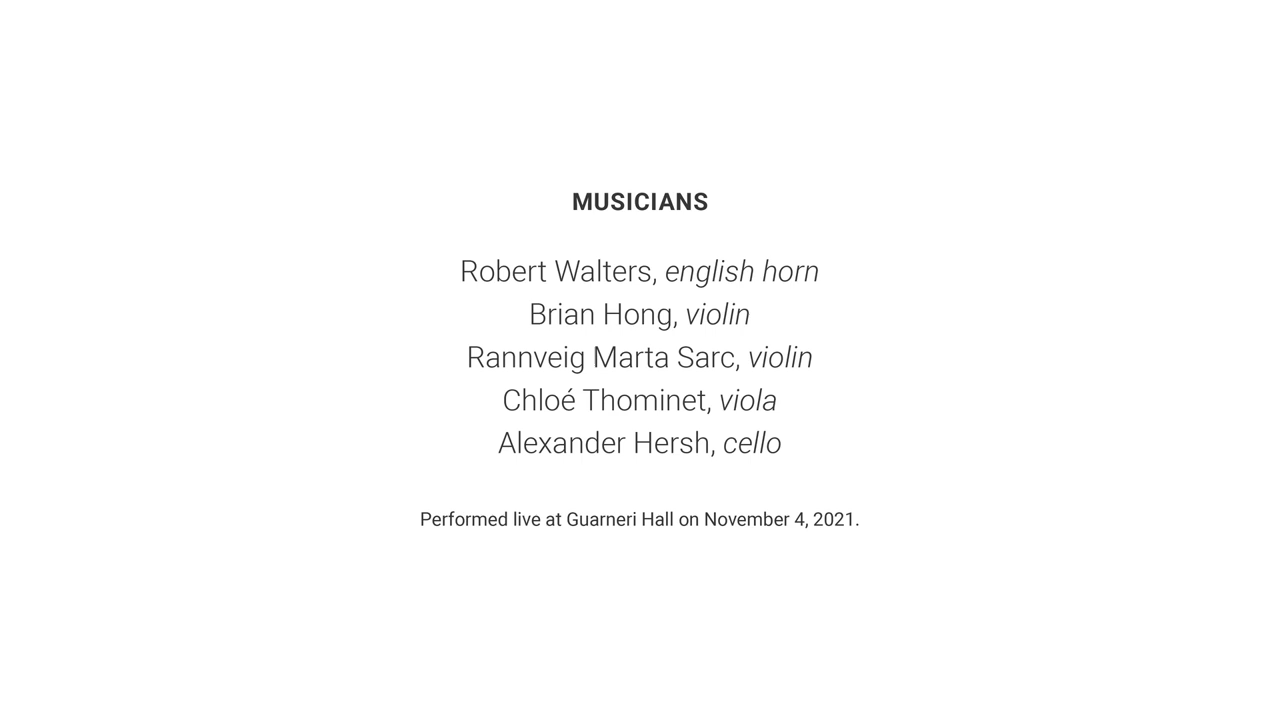 MUSICIANS
Robert Walters, english horn
Brian Hong, violin
Rannveig Marta Sarc, violin
Chloé Thominet, viola
Alexander Hersh, cello
Performed live at Guarneri Hall on November 4, 2021.